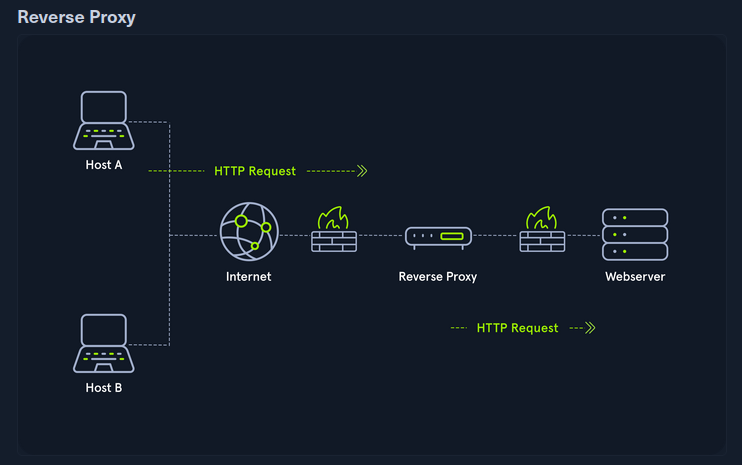 Reverse Proxy
Host A
HTTP Request
Internet
Reverse Proxy
Webserver
HTTP Request
Host B